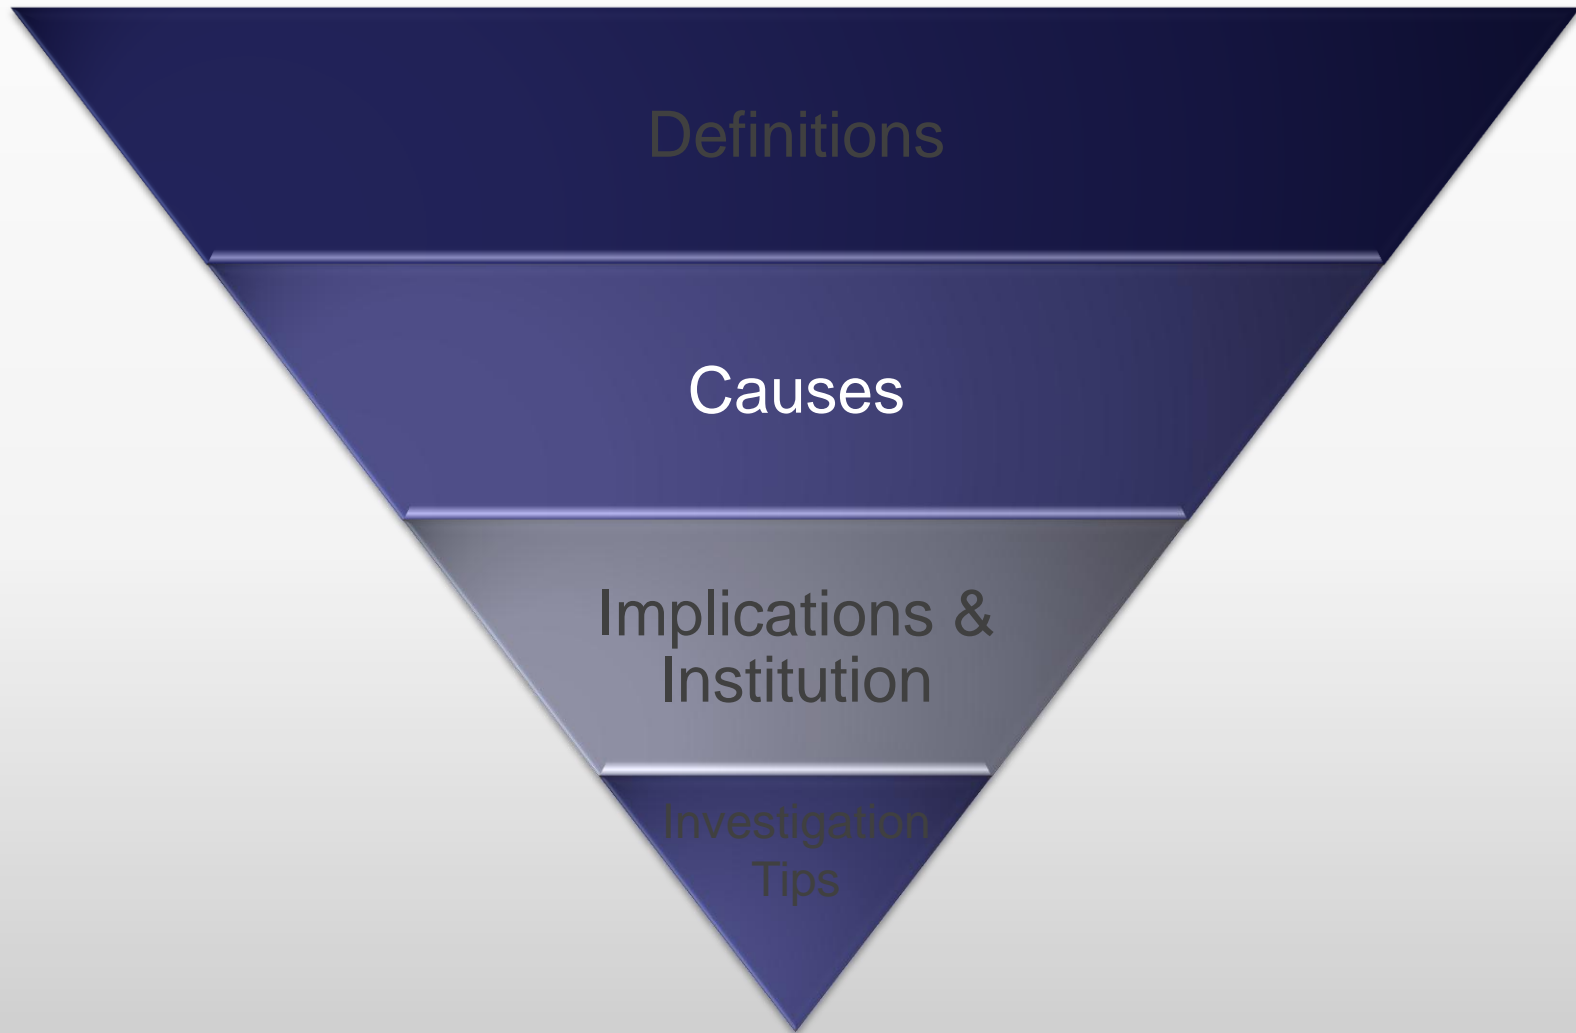 Definitions
Causes
Implications &
Institution
Investigation
Tips